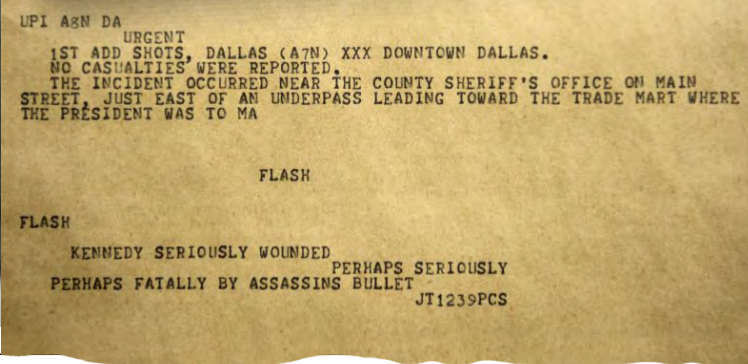 UPI A8N DA
URGENT
1ST ADD SHOTS, DALLAS (A7N) XXX DOWNTOWN DALLAS.
NO CASUALTIES WERE REPORTED.
THE INCIDENT OCCURRED NEAR THE COUNTY SHERIFF'S OFFICE ON MAIN
STREET, JUST EAST OF AN UNDERPASS LEADING TOWARD THE TRADE MART WHERE
THE PRESIDENT WAS TO MA
FLASH
FLASH
KENNEDY SERIOUSLY WOUNDED
PERHAPS SERIOUSLY
PERHAPS FATALLY BY ASSASSINS BULLET
JT1239PCS